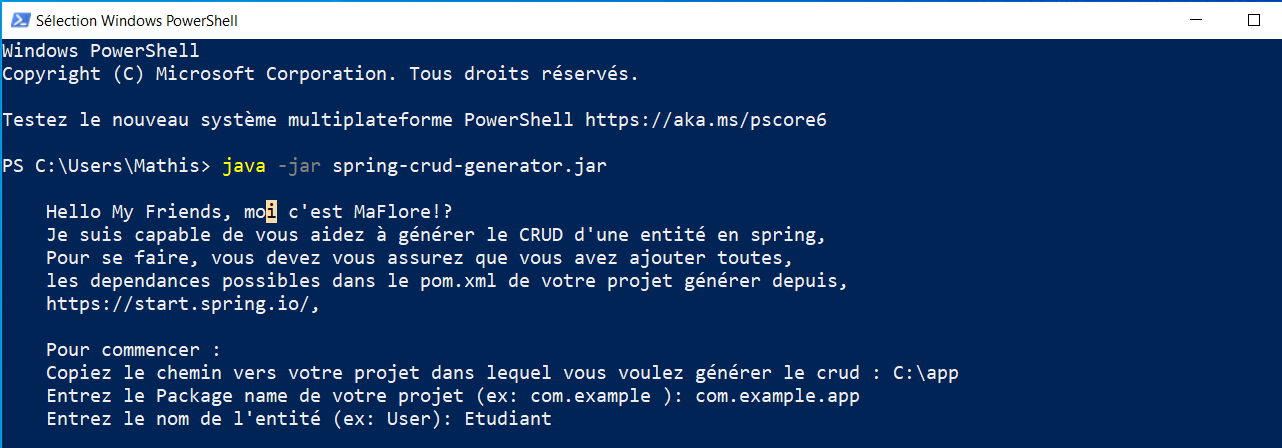 Sélection Windows PowerShell
Windows PowerShell
Copyright (C) Microsoft Corporation. Tous droits réservés.
Testez le nouveau système multiplateforme PowerShell https://aka.ms/pscore6
PS C:\Users\Mathis> java -jar spring-crud-generator.jar
Hello My Friends, moi c'est MaFlore!?
Je suis capable de vous aidez à générer le CRUD d'une entité en spring,
Pour se faire, vous devez vous assurez que vous avez ajouter toutes,
les dependances possibles dans le pom.xml de votre projet générer depuis,
https://start.spring.io/,
Pour commencer :
Copiez le chemin vers votre projet dans lequel vous voulez générer le crud : C:\app
Entrez le Package name de votre projet (ex: com.example ): com.example.app
Entrez le nom de l'entité (ex: User): Etudiant